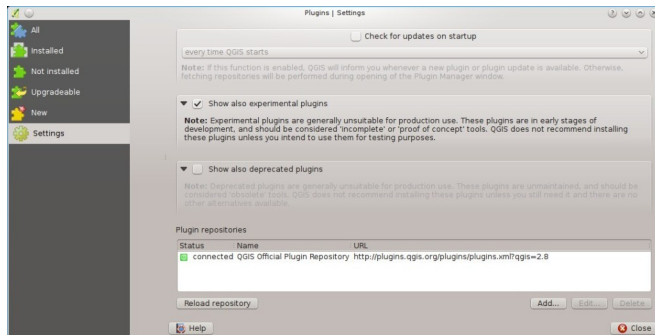 Plugins | Settings
All
Installed
Not installed
Upgradeable
New
Settings
Check for updates on startup
every time QGIS starts
Note: If this function is enabled, QGIS will inform you whenever a new plugin or plugin update is available. Otherwise,
fetching repositories will be performed during opening of the Plugin Manager window.
Show also experimental plugins
Note: Experimental plugins are generally unsuitable for production use. These plugins are in early stages of
development, and should be considered 'incomplete' or 'proof of concept' tools. QGIS does not recommend installing
these plugins unless you intend to use them for testing purposes.
Show also deprecated plugins
Note: Deprecated plugins are generally unsuitable for production use. These plugins are unmaintained, and should be
considered 'obsolete' tools. QGIS does not recommend installing these plugins unless you still need it and there are no
other alternatives available.
Plugin repositories
Status Name URL
connected QGIS Official Plugin Repository http://plugins.qgis.org/plugins/plugins.xml?qgis=2.8
Reload repository Add... Edit... Delete
Help Close